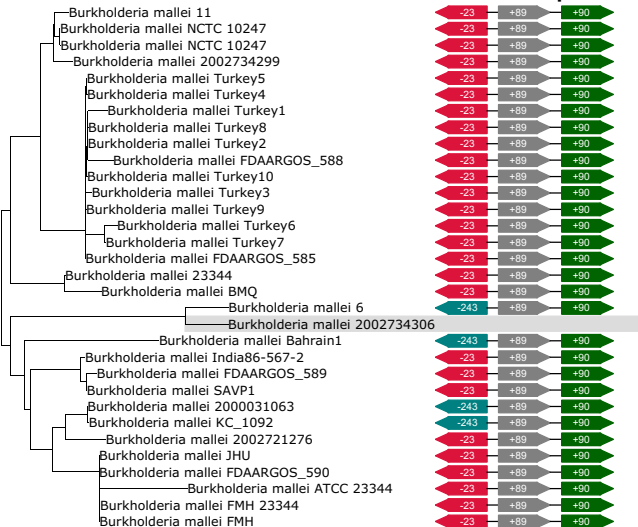 Burkholderia mallei 11 -23 +89 +90
Burkholderia mallei NCTC 10247 -23 +89 +90
Burkholderia mallei NCTC 10247 -23 +89 +90
Burkholderia mallei 2002734299 -23 +89 +90
Burkholderia mallei Turkey5 -23 +89 +90
Burkholderia mallei Turkey4 -23 +89 +90
Burkholderia mallei Turkey1 -23 +89 +90
Burkholderia mallei Turkey8 -23 +89 +90
Burkholderia mallei Turkey2 -23 +89 +90
Burkholderia mallei FDAARGOS_588 -23 +89 +90
Burkholderia mallei Turkey10 -23 +89 +90
Burkholderia mallei Turkey3 -23 +89 +90
Burkholderia mallei Turkey9 -23 +89 +90
Burkholderia mallei Turkey6 -23 +89 +90
Burkholderia mallei Turkey7 -23 +89 +90
Burkholderia mallei FDAARGOS_585 -23 +89 +90
Burkholderia mallei 23344 -23 +89 +90
Burkholderia mallei BMQ -23 +89 +90
Burkholderia mallei 6 -243 +89 +90
Burkholderia mallei 2002734306
Burkholderia mallei Bahrain1 -243 +89 +90
Burkholderia mallei India86-567-2 -23 +89 +90
Burkholderia mallei FDAARGOS_589 -23 +89 +90
Burkholderia mallei SAVP1 -23 +89 +90
Burkholderia mallei 2000031063 -243 +89 +90
Burkholderia mallei KC_1092 -243 +89 +90
Burkholderia mallei 2002721276 -23 +89 +90
Burkholderia mallei JHU -23 +89 +90
Burkholderia mallei FDAARGOS_590 -23 +89 +90
Burkholderia mallei ATCC 23344 -23 +89 +90
Burkholderia mallei FMH 23344 -23 +89 +90
Burkholderia mallei FMH -23 +89 +90